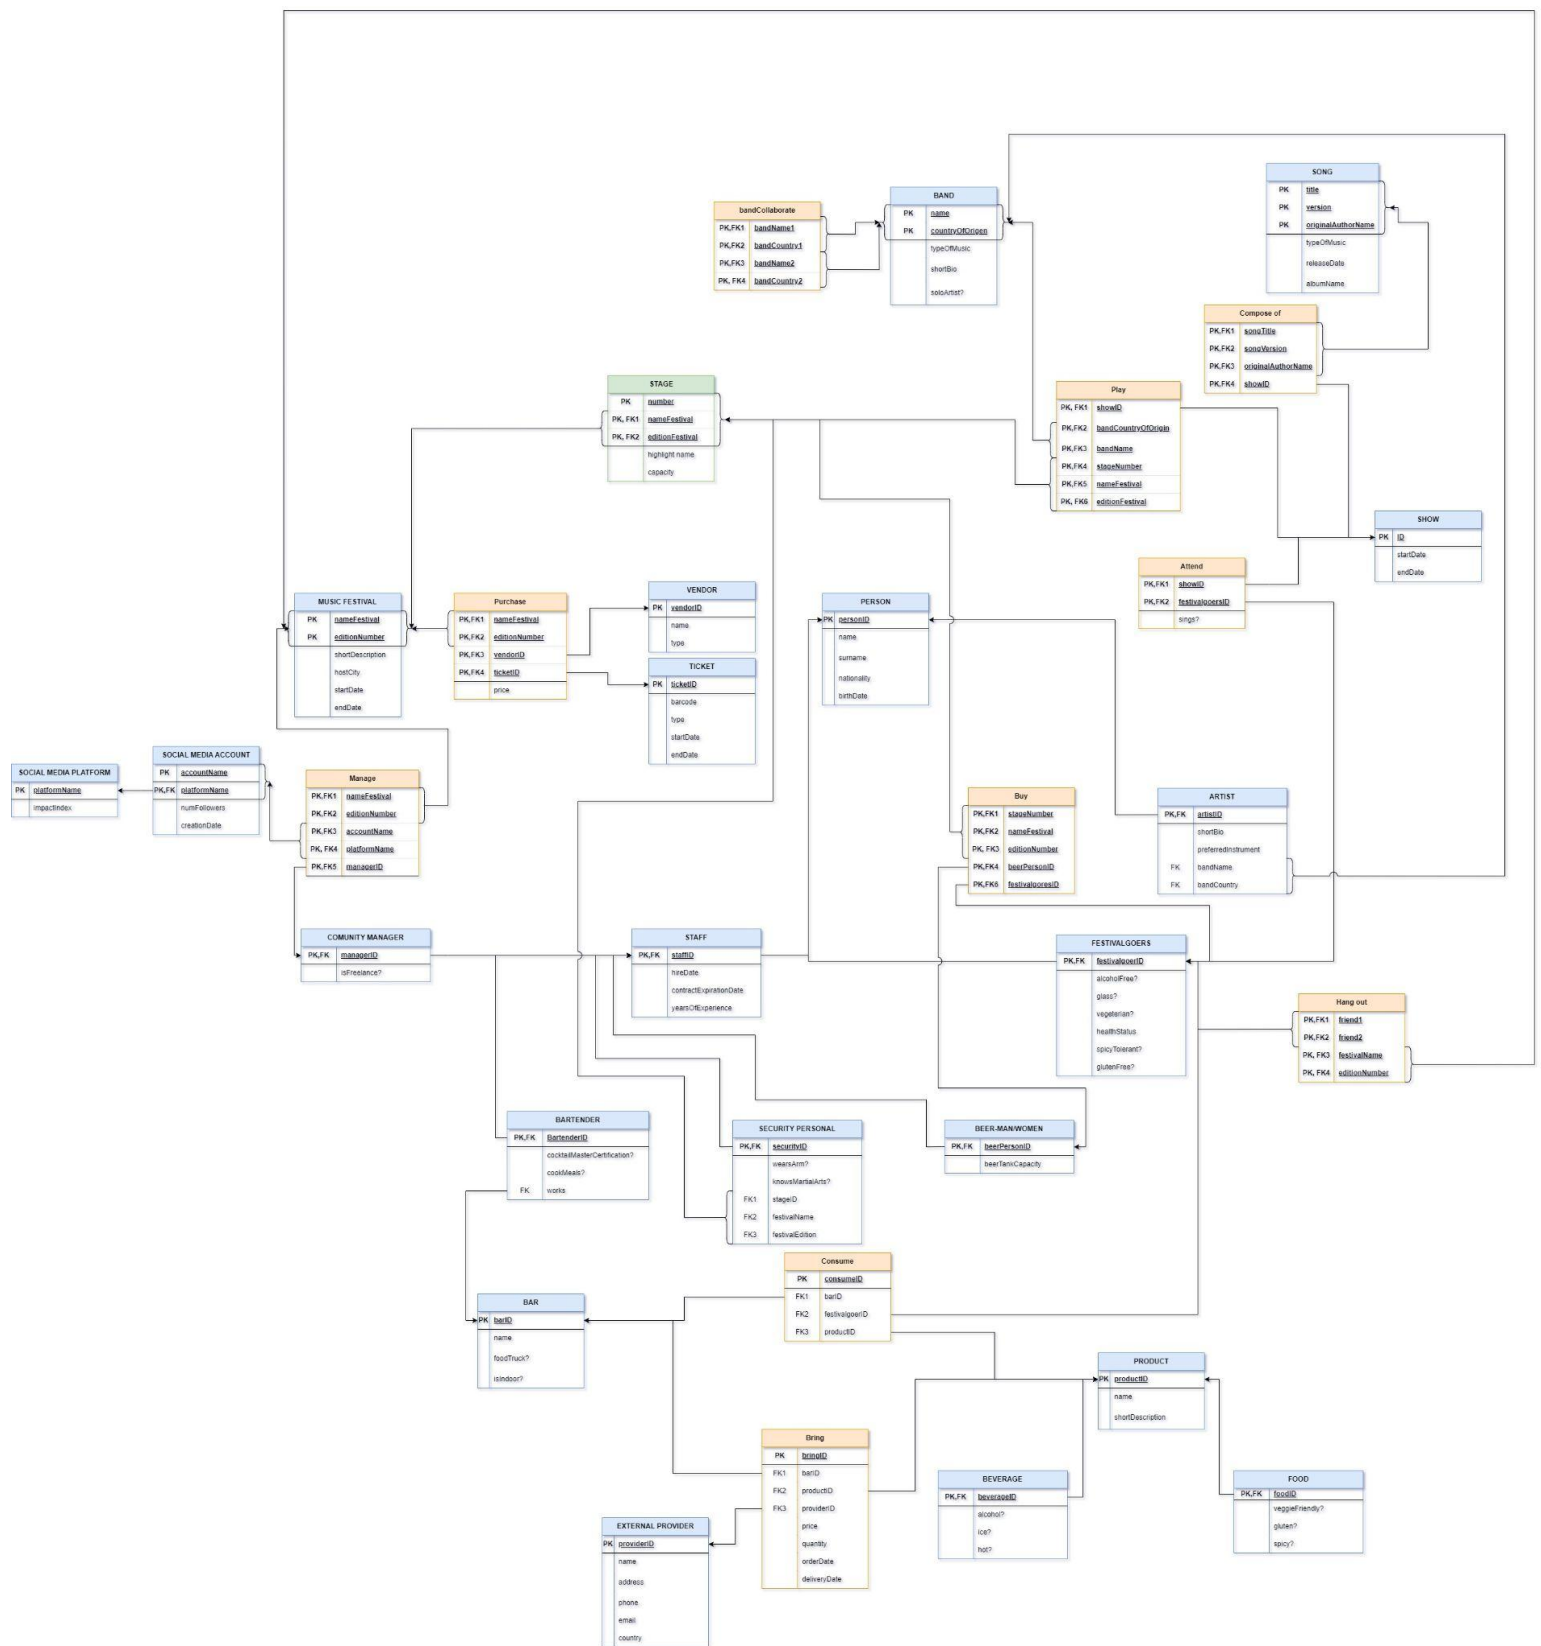 SONG
PK title
PK version
PK originalAuthorName
typeOfMusic
releaseDate
albumName
BAND
PK name
PK countryOfOrigen
typeOfMusic
shortBio
soloArtist?
bandCollaborate
PK,FK1 bandName1
PK,FK2 bandCountry1
PK,FK3 bandName2
PK, FK4 bandCountry2
Compose of
PK,FK1 songTitle
PK,FK2 songVersion
PK,FK3 originalAuthorName
PK,FK4 showID
STAGE
PK number
PK, FK1 nameFestival
PK, FK2 editionFestival
highlight name
capacity
Play
PK, FK1 showID
PK,FK2 bandCountryOfOrigin
PK,FK3 bandName
PK,FK4 stageNumber
PK,FK5 nameFestival
PK, FK6 editionFestival
SHOW
PK ID
startDate
endDate
Attend
PK,FK1 showID
PK,FK2 festivalgoersID
sings?
MUSIC FESTIVAL
PK nameFestival
PK editionNumber
shortDescription
hostCity
startDate
endDate
Purchase
PK,FK1 nameFestival
PK,FK2 editionNumber
PK,FK3 vendorID
PK,FK4 ticketID
price
VENDOR
PK vendorID
name
type
TICKET
PK ticketID
barcode
type
startDate
endDate
PERSON
PK personID
name
surname
nationality
birthDate
SOCIAL MEDIA PLATFORM
PK platformName
impactIndex
SOCIAL MEDIA ACCOUNT
PK accountName
PK,FK platformName
numFollowers
creationDate
Manage
PK,FK1 nameFestival
PK,FK2 editionNumber
PK,FK3 accountName
PK, FK4 platformName
PK,FK5 managerID
Buy
PK,FK1 stageNumber
PK,FK2 nameFestival
PK, FK3 editionNumber
PK,FK4 beerPersonID
PK,FK6 festivalgoresID
ARTIST
PK,FK artistID
shortBio
preferredInstrument
FK bandName
FK bandCountry
COMUNITY MANAGER
PK,FK managerID
isFreelance?
STAFF
PK,FK staffID
hireDate
contractExpirationDate
yearsOfExperience
FESTIVALGOERS
PK,FK festivalgoerID
alcoholFree?
glass?
vegeterian?
healthStatus
spicyTolerant?
glutenFree?
Hang out
PK,FK1 friend1
PK,FK2 friend2
PK, FK3 festivalName
PK, FK4 editionNumber
BARTENDER
PK,FK BartenderID
cocktailMasterCertification?
cookMeals?
FK works
SECURITY PERSONAL
PK,FK securityID
wearsArm?
knowsMartialArts?
FK1 stageID
FK2 festivalName
FK3 festivalEdition
BEER-MAN/WOMEN
PK,FK beerPersonID
beerTankCapacity
Consume
PK consumeID
FK1 barID
FK2 festivalgoerID
FK3 productID
BAR
PK barID
name
foodTruck?
isIndoor?
PRODUCT
PK productID
name
shortDescription
Bring
PK bringID
FK1 barID
FK2 productID
FK3 providerID
price
quantity
orderDate
deliveryDate
BEVERAGE
PK,FK beverageID
alcohol?
ice?
hot?
FOOD
PK,FK foodID
veggieFriendly?
gluten?
spicy?
EXTERNAL PROVIDER
PK providerID
name
address
phone
email
country